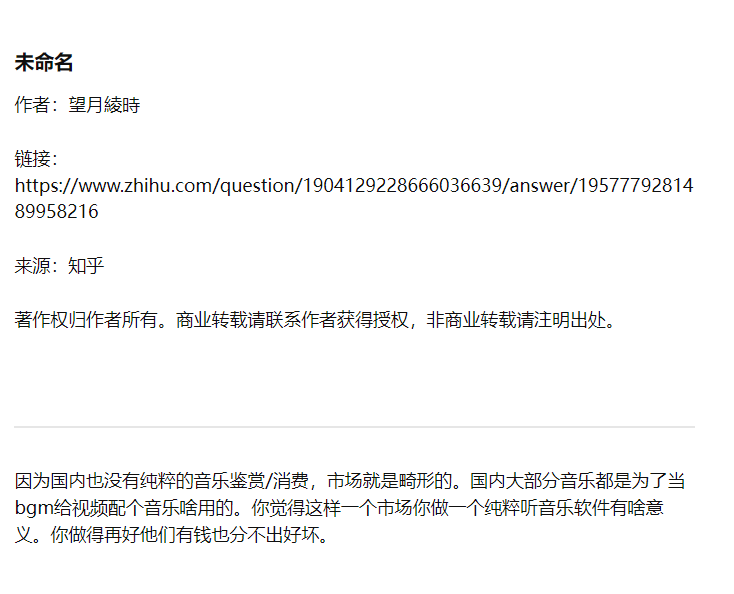 未命名
作者：望月綾時
链接：
https://www.zhihu.com/question/1904129228666036639/answer/19577792814
89958216
来源：知乎
著作权归作者所有。商业转载请联系作者获得授权，非商业转载请注明出处。
因为国内也没有纯粹的音乐鉴赏/消费，市场就是畸形的。国内大部分音乐都是为了当
bgm给视频配个音乐啥用的。你觉得这样一个市场你做一个纯粹听音乐软件有啥意
义。你做得再好他们有钱也分不出好坏。